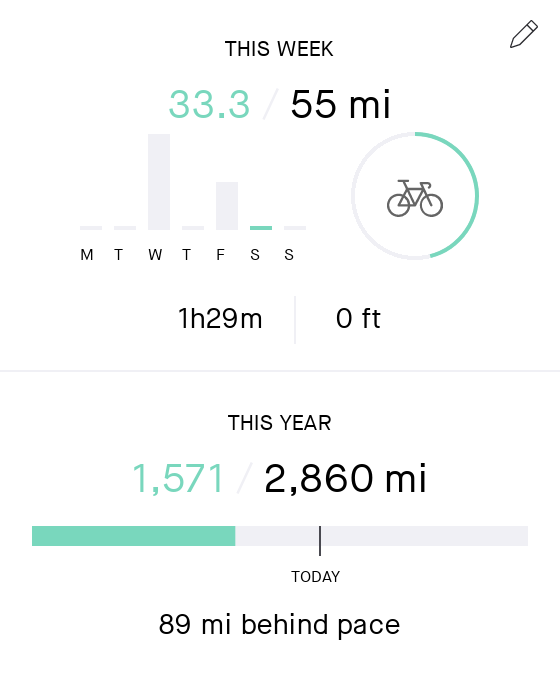 THIS WEEK
33.3 / 55 mi
M T W T F S S
1h29m 0 ft
THIS YEAR
1,571 / 2,860 mi
TODAY
89 mi behind pace